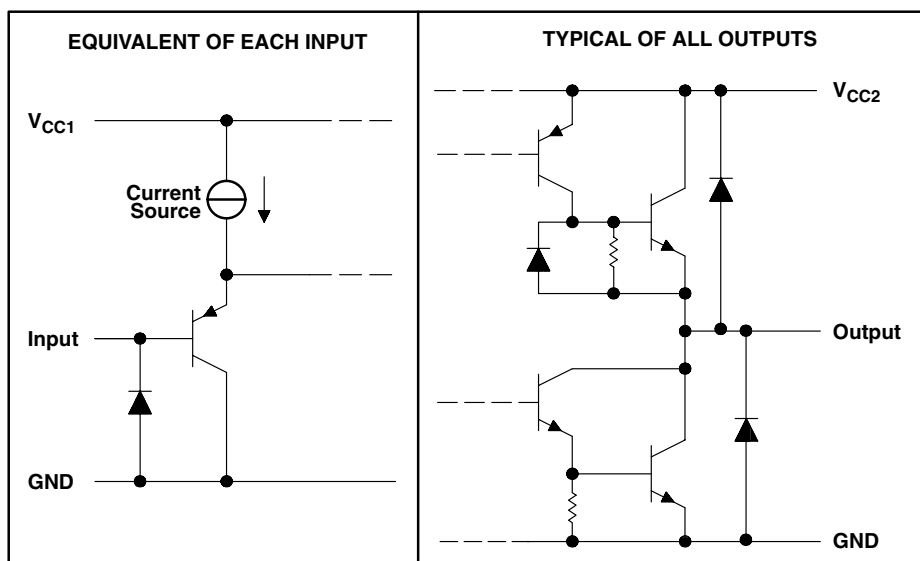 EQUIVALENT OF EACH INPUT
VCC1
Current
Source
Input
GND
TYPICAL OF ALL OUTPUTS
VCC2
Output
GND